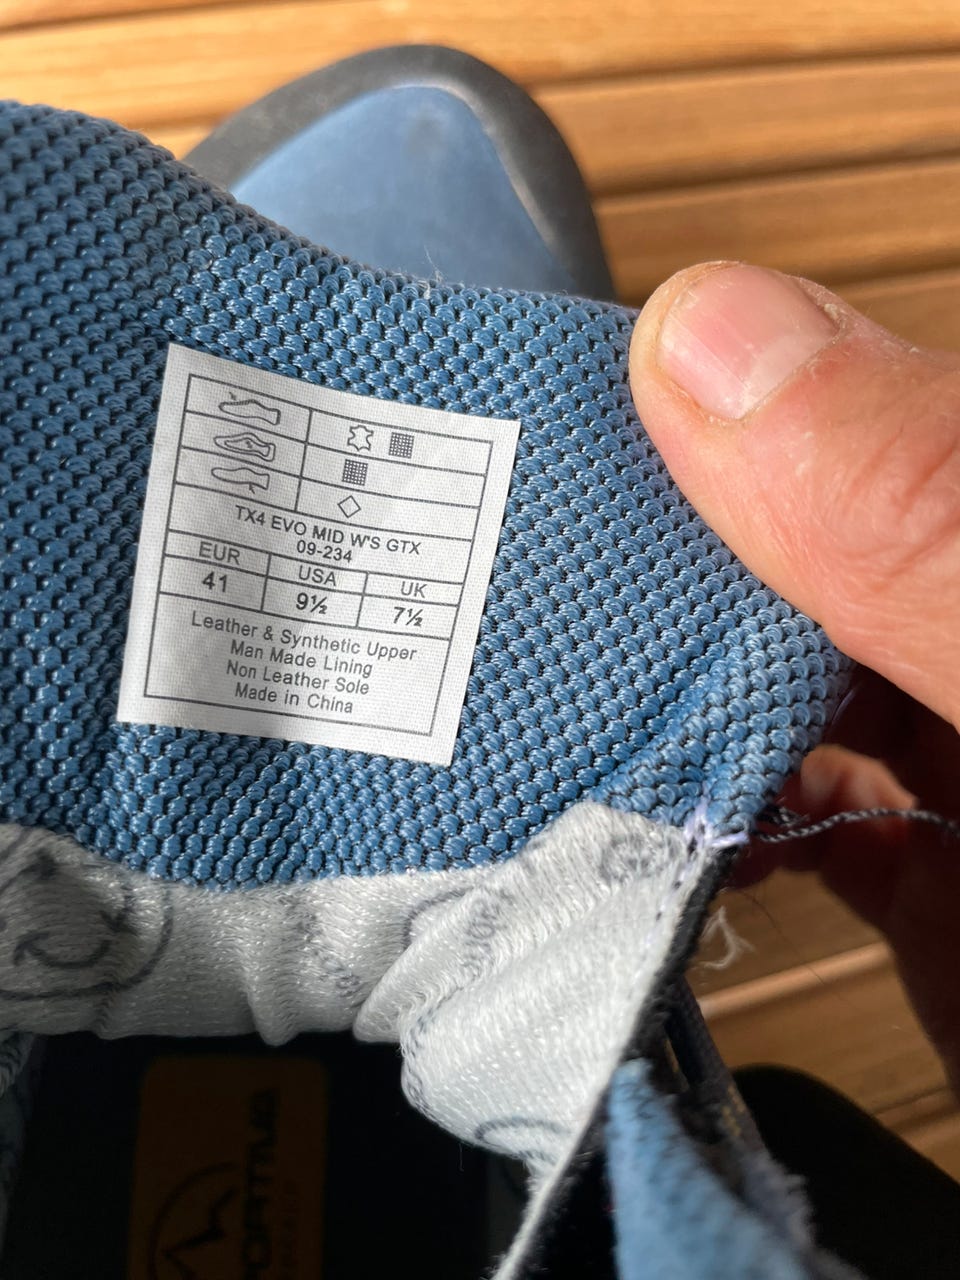 TX4 EVO MID W'S GTX
09-234
EUR USA UK
41 9½ 7½
Leather & Synthetic Upper
Man Made Lining
Non Leather Sole
Made in China